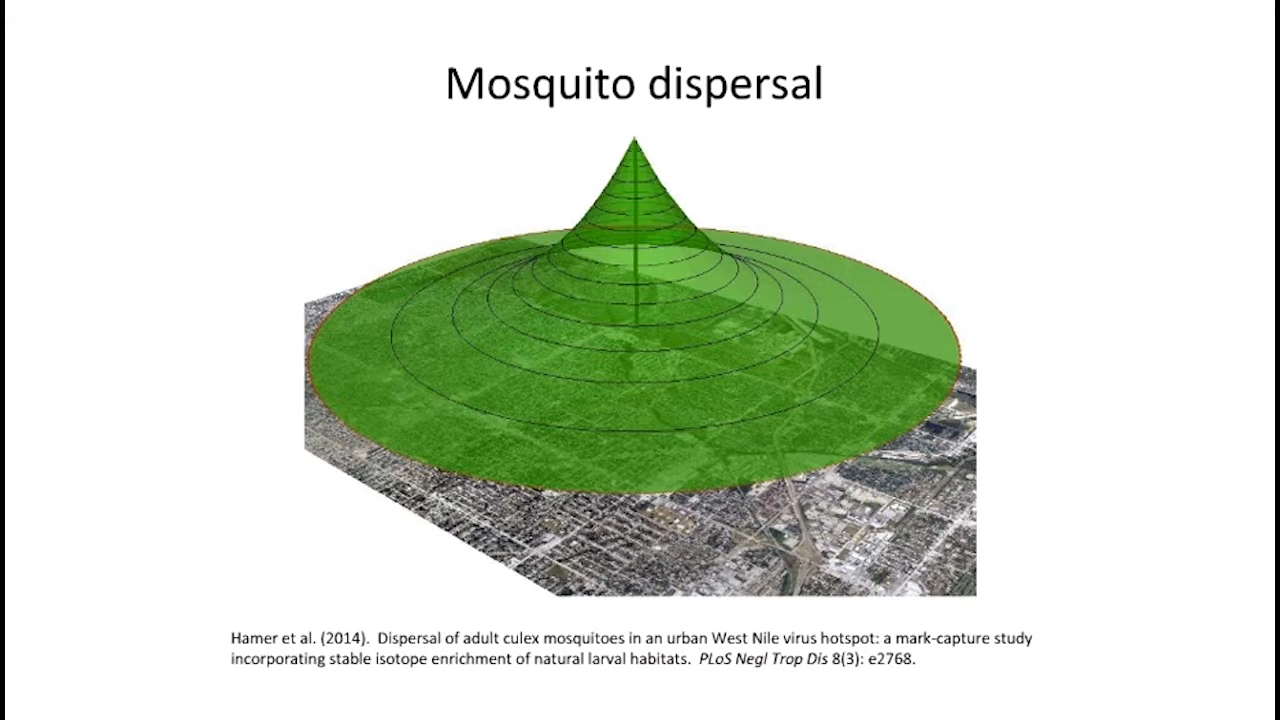 Mosquito dispersal
Hamer et al. (2014).  Dispersal of adult culex mosquitoes in an urban West Nile virus hotspot: a mark-capture study
incorporating stable isotope enrichment of natural larval habitats.  PLoS Negl Trop Dis 8(3): e2768.